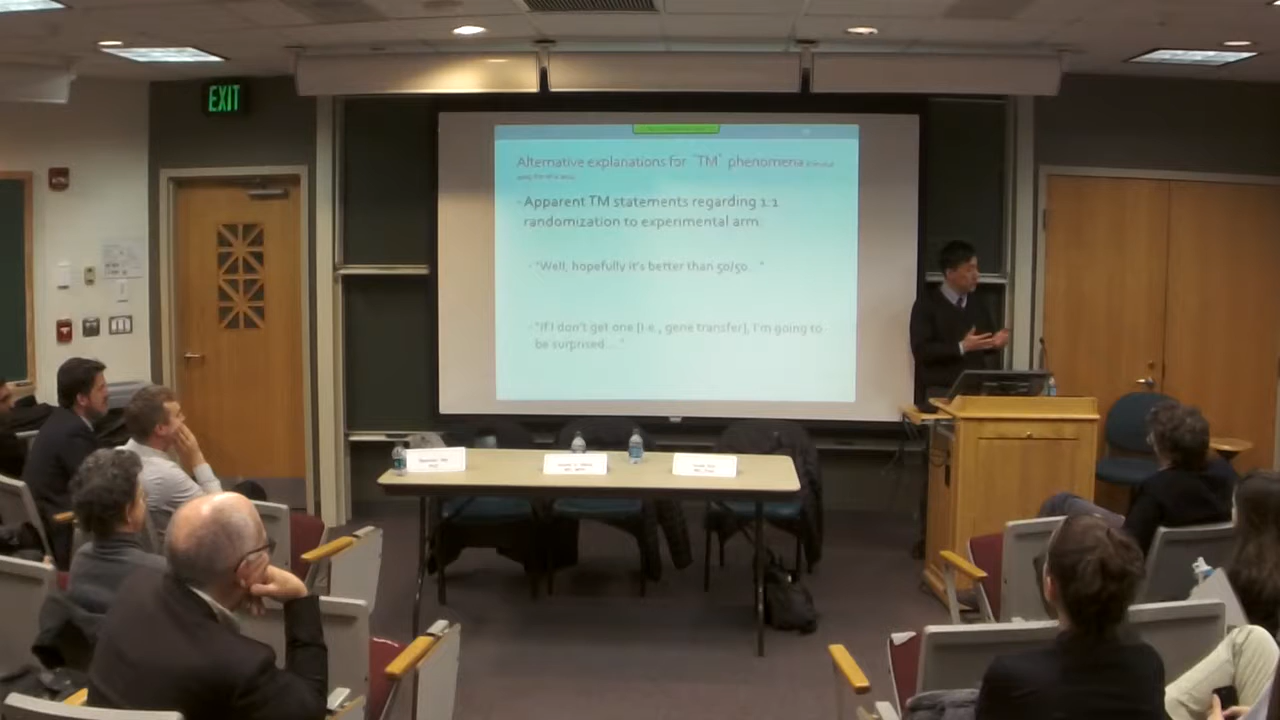 EXIT
Alternative explanations for "TM" phenomena
- Apparent TM statements regarding 1:1
randomization to experimental arm:
- "Well, hopefully it's better than 50/50..."
- "If I don't get one [i.e., gene transfer], I'm going to
be surprised..."